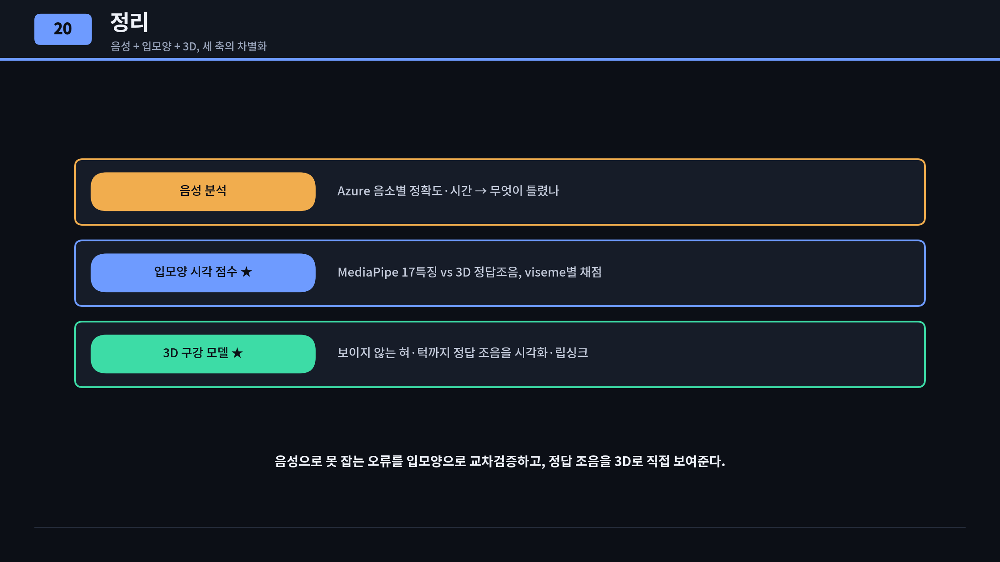 20
정리
음성 + 입모양 + 3D, 세 축의 차별화
음성 분석
Azure 음소별 정확도·시간 → 무엇이 틀렸나
입모양 시각 점수 ★
MediaPipe 17특징 vs 3D 정답조음, viseme별 채점
3D 구강 모델 ★
보이지 않는 혀·턱까지 정답 조음을 시각화·립싱크
음성으로 못 잡는 오류를 입모양으로 교차검증하고, 정답 조음을 3D로 직접 보여준다.